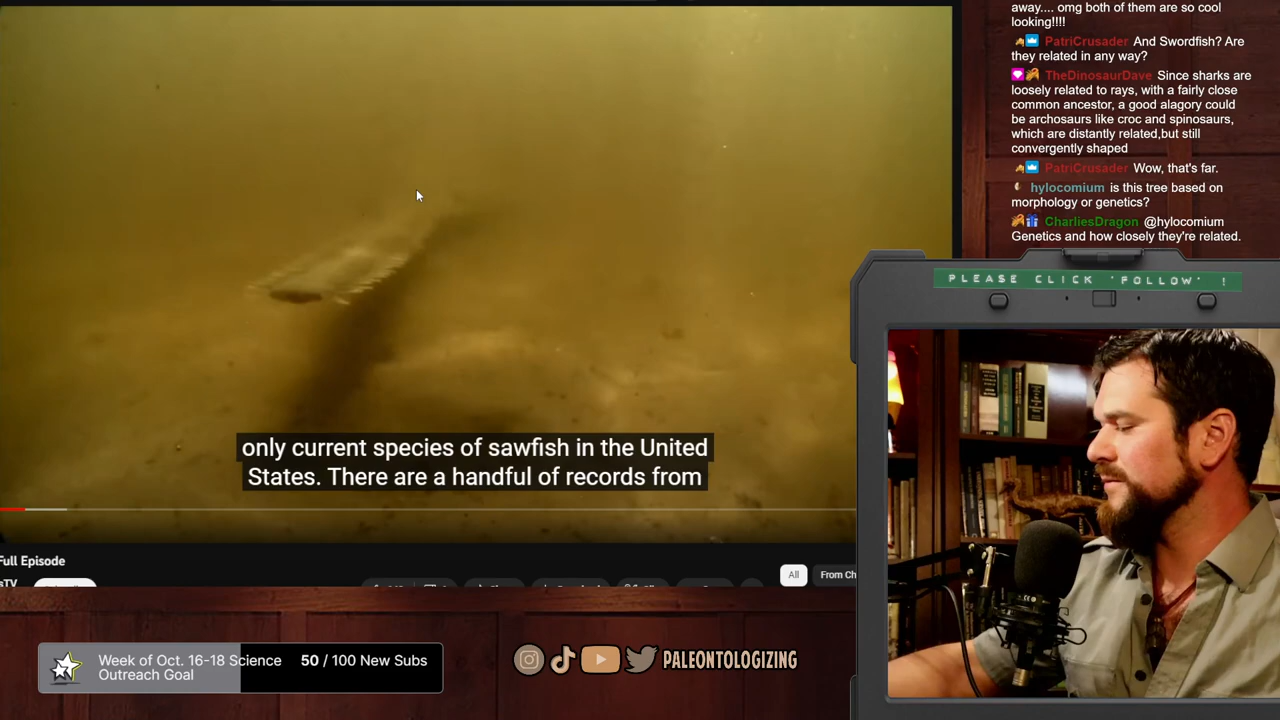 away.... omg both of them are so cool
looking!!!!
PatriCrusader And Swordfish? Are
they related in any way?
TheDinosaurDave Since sharks are
loosely related to rays, with a fairly close
common ancestor, a good alagory could
be archosaurs like croc and spinosaurs,
which are distantly related,but still
convergently shaped
PatriCrusader Wow, that's far.
hylocomium is this tree based on
morphology or genetics?
CharliesDragon @hylocomium
Genetics and how closely they're related.
PLEASE CLICK 'FOLLOW' !
only current species of sawfish in the United
States. There are a handful of records from
Full Episode
sTV
All
From Ch
Week of Oct. 16-18 Science
Outreach Goal
50 / 100 New Subs
PALEONTOLOGIZING